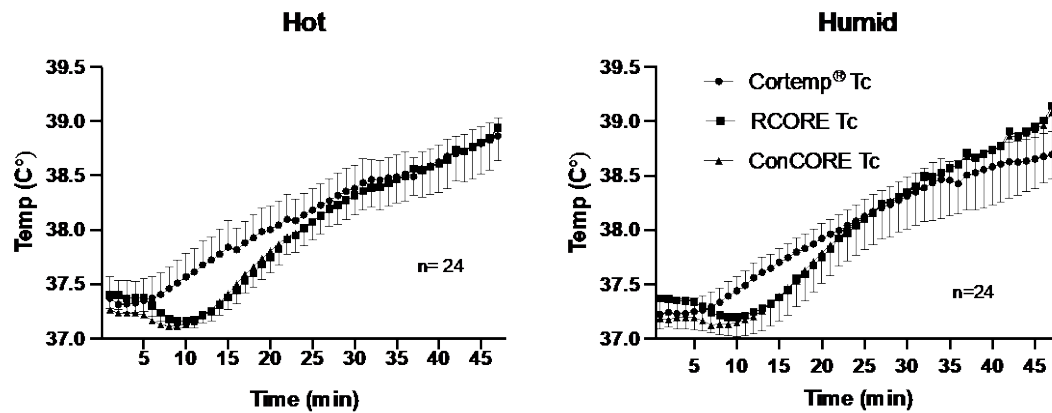 Hot
Temp (C°)
39.5
39.0
38.5
38.0
37.5
37.0
n= 24
5 10 15 20 25 30 35 40 45
Time (min)
Humid
Temp (C°)
39.5
39.0
38.5
38.0
37.5
37.0
Cortemp® Tc
RCORE Tc
ConCORE Tc
n=24
5 10 15 20 25 30 35 40 45
Time (min)